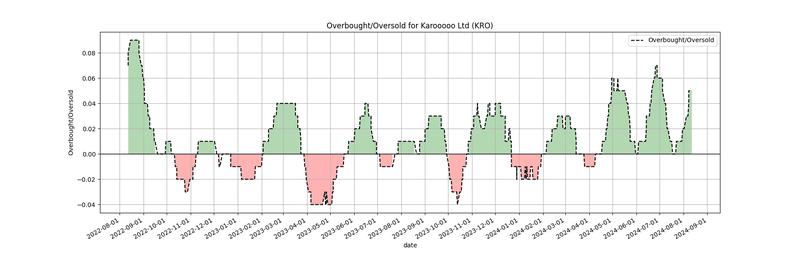 Overbought/Oversold for Karooooo Ltd (KRO)
Overbought/Oversold
Overbought/Oversold
0.08
0.06
0.04
0.02
0.00
−0.02
−0.04
2022-08-01 2022-09-01 2022-10-01 2022-11-01 2022-12-01 2023-01-01 2023-02-01 2023-03-01 2023-04-01 2023-05-01 2023-06-01 2023-07-01 2023-08-01 2023-09-01 2023-10-01 2023-11-01 2023-12-01 2024-01-01 2024-02-01 2024-03-01 2024-04-01 2024-05-01 2024-06-01 2024-07-01 2024-08-01 2024-09-01
date